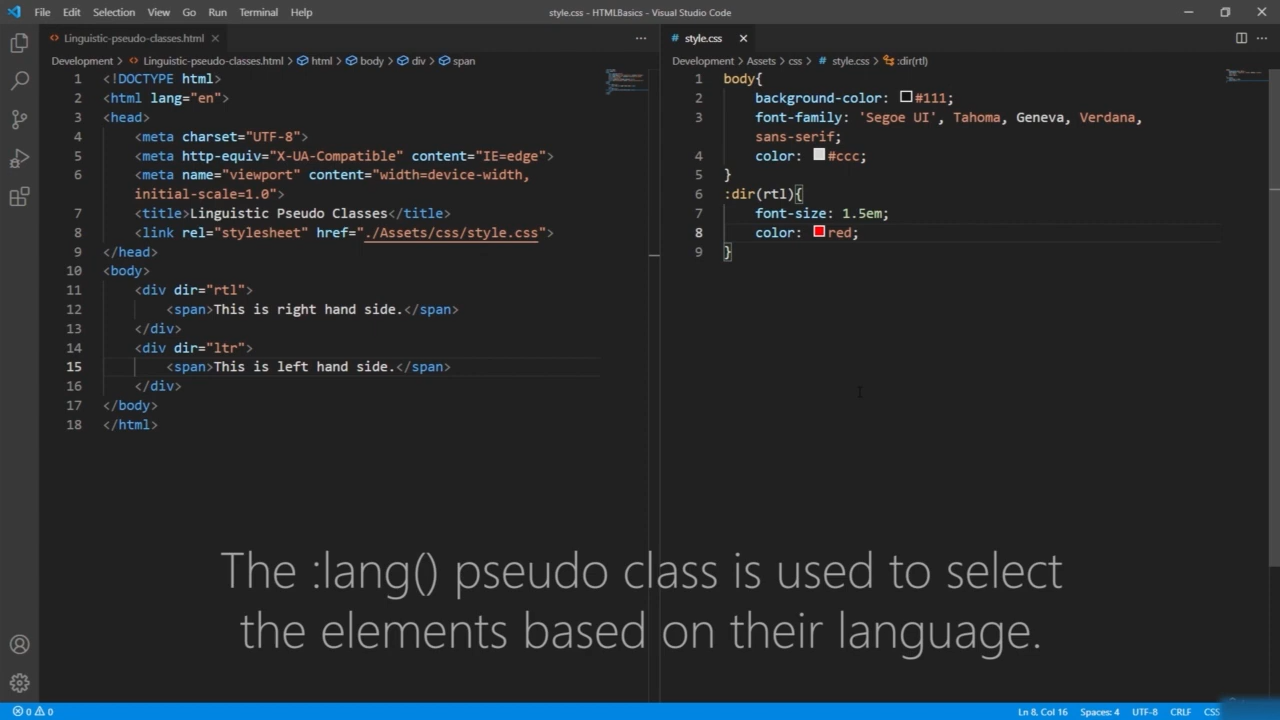 File Edit Selection View Go Run Terminal Help
style.css - HTMLBasics - Visual Studio Code
Linguistic-pseudo-classes.html
Development > Linguistic-pseudo-classes.html > html > body > div > span
1 <!DOCTYPE html>
2 <html lang="en">
3 <head>
4 <meta charset="UTF-8">
5 <meta http-equiv="X-UA-Compatible" content="IE=edge">
6 <meta name="viewport" content="width=device-width,
initial-scale=1.0">
7 <title>Linguistic Pseudo Classes</title>
8 <link rel="stylesheet" href="./Assets/css/style.css">
9 </head>
10 <body>
11 <div dir="rtl">
12 <span>This is right hand side.</span>
13 </div>
14 <div dir="ltr">
15 <span>This is left hand side.</span>
16 </div>
17 </body>
18 </html>
# style.css
Development > Assets > css > # style.css > :dir(rtl)
1 body{
2 background-color: #111;
3 font-family: 'Segoe UI', Tahoma, Geneva, Verdana,
sans-serif;
4 color: #ccc;
5 }
6 :dir(rtl){
7 font-size: 1.5em;
8 color: red;
9 }
The :lang() pseudo class is used to select
the elements based on their language.
0 0
Ln 8, Col 16 Spaces: 4 UTF-8 CRLF CSS